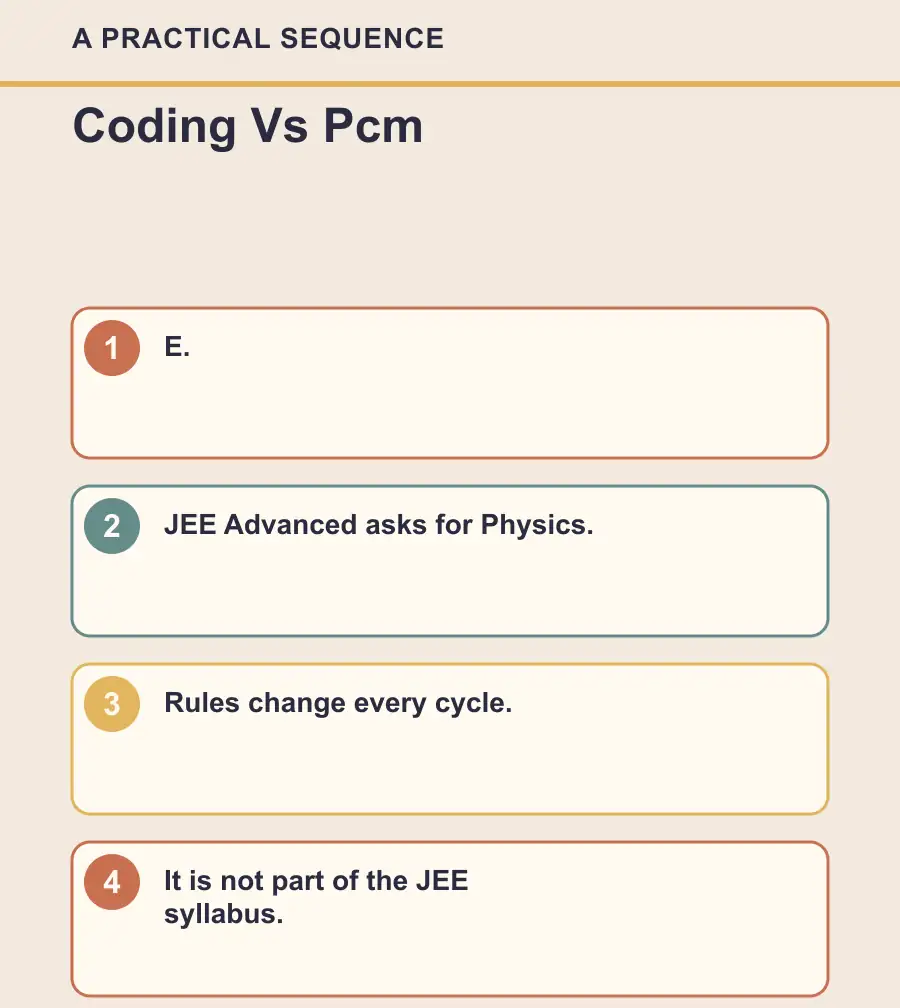 A PRACTICAL SEQUENCE
Coding Vs Pcm
1
E.
2
JEE Advanced asks for Physics.
3
Rules change every cycle.
4
It is not part of the JEE
syllabus.